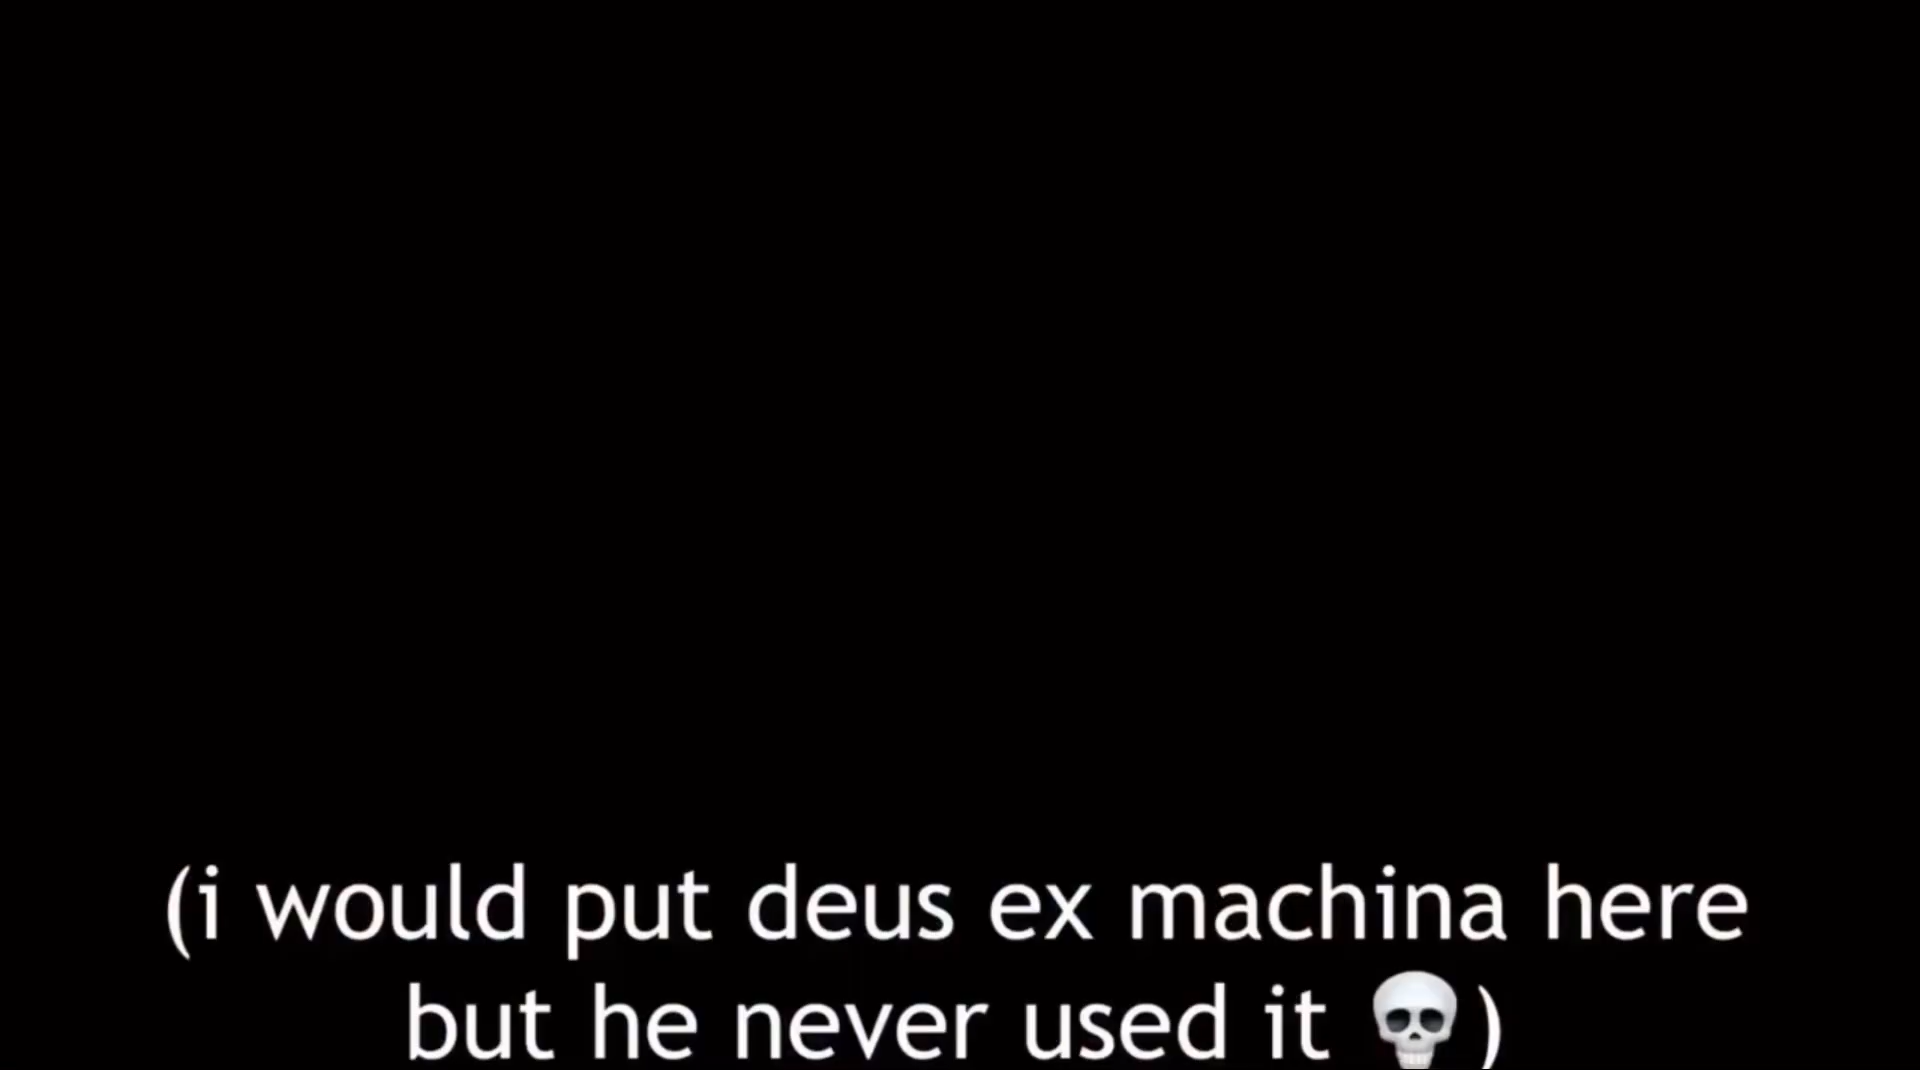 (i would put deus ex machina here
but he never used it 💀)